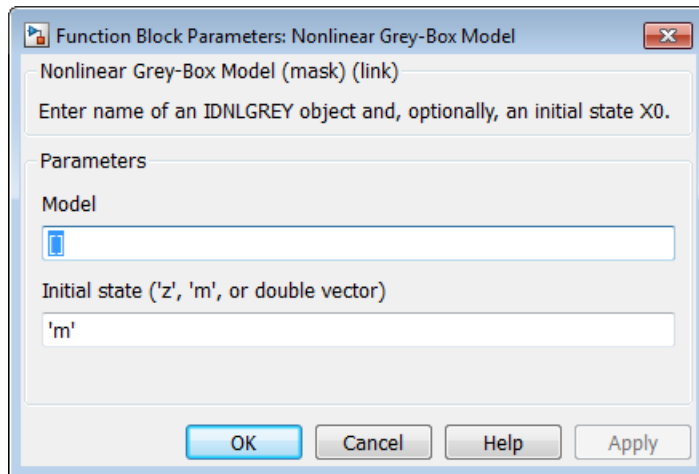 Function Block Parameters: Nonlinear Grey-Box Model
Nonlinear Grey-Box Model (mask) (link)
Enter name of an IDNLGREY object and, optionally, an initial state X0.
Parameters
Model
[]
Initial state ('z', 'm', or double vector)
'm'
OK Cancel Help Apply